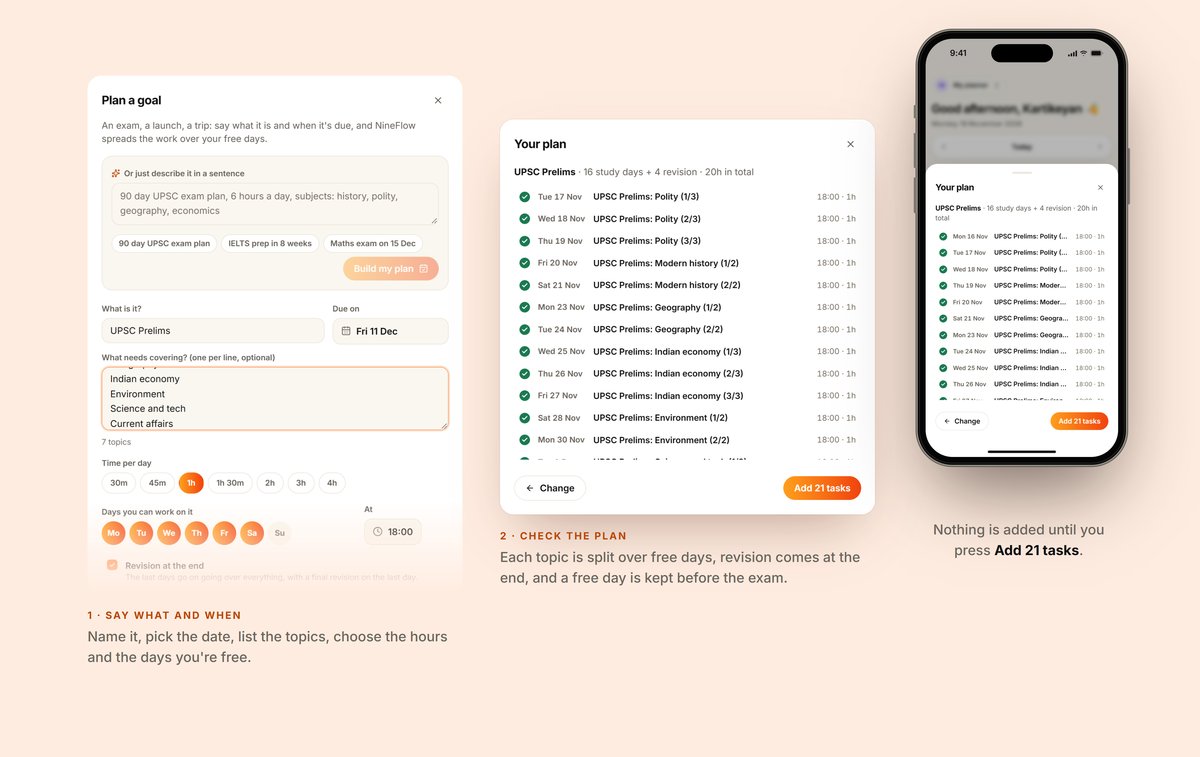 Plan a goal
An exam, a launch, a trip: say what it is and when it's due, and NineFlow
spreads the work over your free days.
Or just describe it in a sentence
90 day UPSC exam plan, 6 hours a day, subjects: history, polity,
geography, economics
90 day UPSC exam plan
IELTS prep in 8 weeks
Maths exam on 15 Dec
Build my plan
What is it?
Due on
UPSC Prelims
Fri 11 Dec
What needs covering? (one per line, optional)
Indian economy
Environment
Science and tech
Current affairs
7 topics
Time per day
30m
45m
1h
1h 30m
2h
3h
4h
Days you can work on it
At
Mo
Tu
We
Th
Fr
Sa
Su
18:00
Revision at the end
The last days go on going over everything, with a final revision on the last day.
1 · SAY WHAT AND WHEN
Name it, pick the date, list the topics, choose the hours
and the days you're free.
Your plan
UPSC Prelims · 16 study days + 4 revision · 20h in total
Tue 17 Nov UPSC Prelims: Polity (1/3) 18:00 · 1h
Wed 18 Nov UPSC Prelims: Polity (2/3) 18:00 · 1h
Thu 19 Nov UPSC Prelims: Polity (3/3) 18:00 · 1h
Fri 20 Nov UPSC Prelims: Modern history (1/2) 18:00 · 1h
Sat 21 Nov UPSC Prelims: Modern history (2/2) 18:00 · 1h
Mon 23 Nov UPSC Prelims: Geography (1/2) 18:00 · 1h
Tue 24 Nov UPSC Prelims: Geography (2/2) 18:00 · 1h
Wed 25 Nov UPSC Prelims: Indian economy (1/3) 18:00 · 1h
Thu 26 Nov UPSC Prelims: Indian economy (2/3) 18:00 · 1h
Fri 27 Nov UPSC Prelims: Indian economy (3/3) 18:00 · 1h
Sat 28 Nov UPSC Prelims: Environment (1/2) 18:00 · 1h
Mon 30 Nov UPSC Prelims: Environment (2/2) 18:00 · 1h
Change
Add 21 tasks
2 · CHECK THE PLAN
Each topic is split over free days, revision comes at the
end, and a free day is kept before the exam.
9:41
My planner
Good afternoon, Kartikeyan
Today
Your plan
UPSC Prelims · 16 study days + 4 revision · 20h in
total
Mon 16 Nov UPSC Prelims: Polity (... 18:00 · 1h
Tue 17 Nov UPSC Prelims: Polity (... 18:00 · 1h
Wed 18 Nov UPSC Prelims: Polity (... 18:00 · 1h
Thu 19 Nov UPSC Prelims: Moder... 18:00 · 1h
Fri 20 Nov UPSC Prelims: Moder... 18:00 · 1h
Sat 21 Nov UPSC Prelims: Geogra... 18:00 · 1h
Mon 23 Nov UPSC Prelims: Geogra... 18:00 · 1h
Tue 24 Nov UPSC Prelims: Indian ... 18:00 · 1h
Wed 25 Nov UPSC Prelims: Indian ... 18:00 · 1h
Thu 26 Nov UPSC Prelims: Indian ... 18:00 · 1h
Change
Add 21 tasks
Nothing is added until you
press Add 21 tasks.